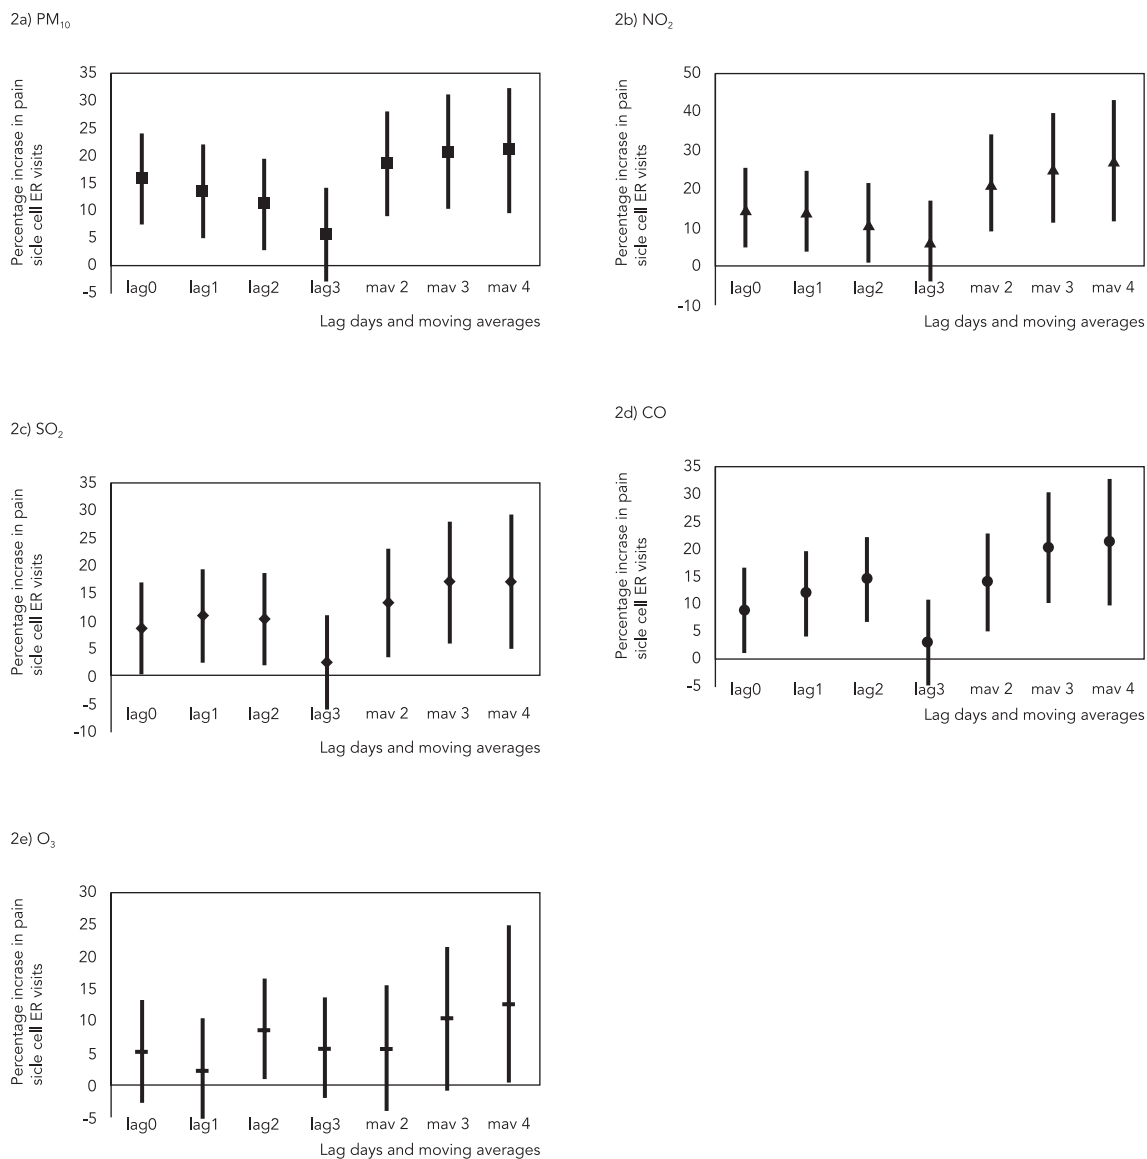 2a) PM₁₀
Percentage incrase in pain
sicle cell ER visits
35
30
25
20
15
10
5
0
-5
lag0 lag1 lag2 lag3 mav 2 mav 3 mav 4
Lag days and moving averages
2b) NO₂
Percentage incrase in pain
sicle cell ER visits
50
40
30
20
10
0
-10
lag0 lag1 lag2 lag3 mav 2 mav 3 mav 4
Lag days and moving averages
2c) SO₂
Percentage incrase in pain
sicle cell ER visits
35
30
25
20
15
10
5
0
-5
-10
lag0 lag1 lag2 lag3 mav 2 mav 3 mav 4
Lag days and moving averages
2d) CO
Percentage incrase in pain
sicle cell ER visits
35
30
25
20
15
10
5
0
-5
lag0 lag1 lag2 lag3 mav 2 mav 3 mav 4
Lag days and moving averages
2e) O₃
Percentage incrase in pain
sicle cell ER visits
30
25
20
15
10
5
0
-5
lag0 lag1 lag2 lag3 mav 2 mav 3 mav 4
Lag days and moving averages